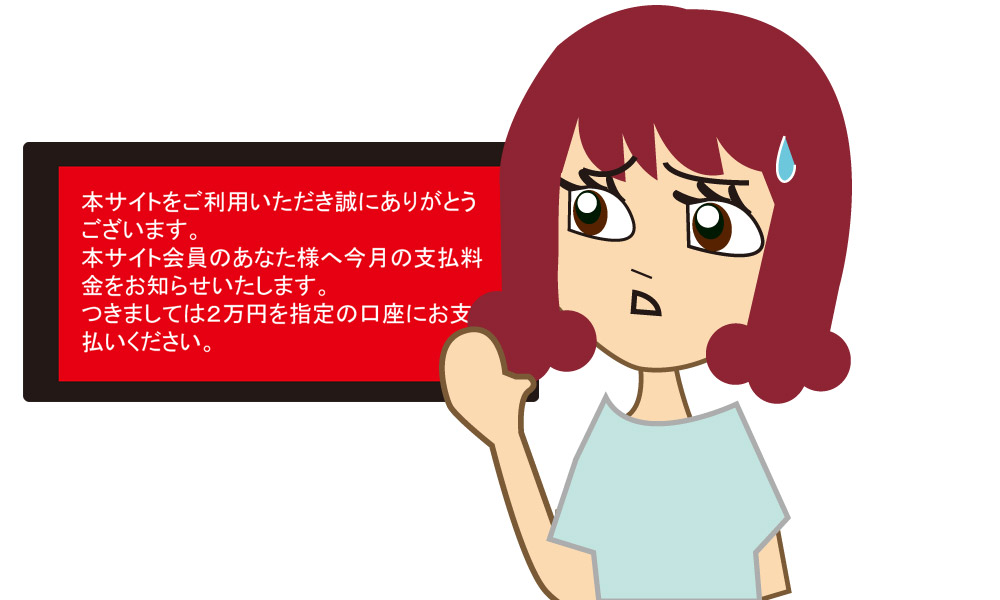 本サイトをご利用いただき誠にありがとう
ございます。
本サイト会員のあなた様へ今月の支払料
金をお知らせいたします。
つきましては２万円を指定の口座にお支
払いください。